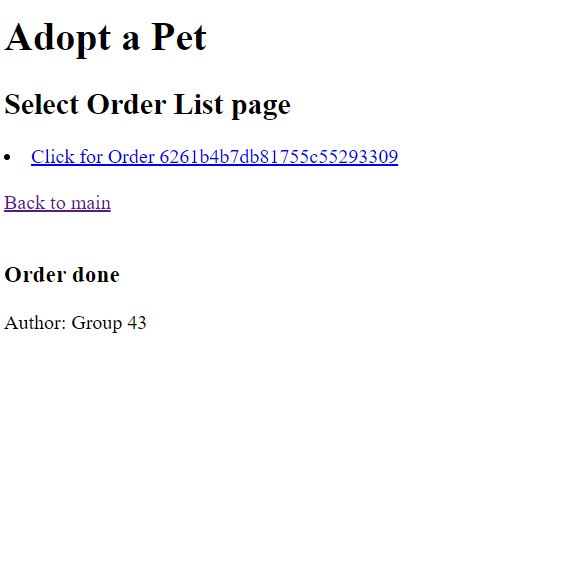 Adopt a Pet
Select Order List page
Click for Order 6261b4b7db81755c55293309
Back to main
Order done
Author: Group 43